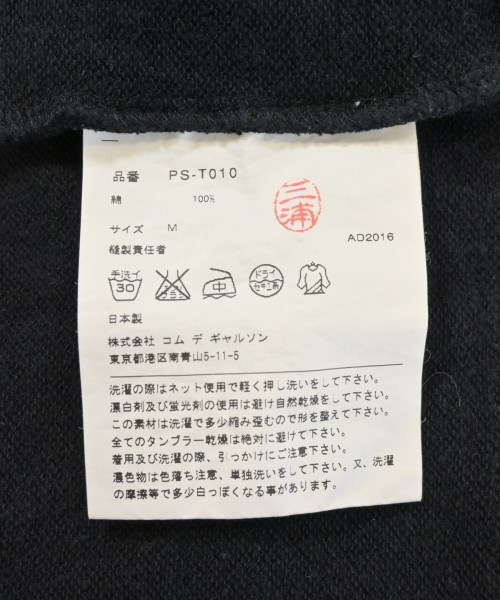 品番 PS-T010
綿 100%
三浦
サイズ M
AD2016
縫製責任者
手洗イ 30 エンソサラシ 中 ドライ セキユ系
日本製
株式会社 コム デ ギャルソン
東京都港区南青山5-11-5
洗濯の際はネット使用で軽く押し洗いをして下さい。
漂白剤及び蛍光剤の使用は避け自然乾燥をして下さい。
この素材は洗濯で多少縮み歪むので形を整えて下さい。
全てのタンブラー乾燥は絶対に避けて下さい。
着用及び洗濯の際、引っかけにご注意下さい。
濃色物は色落ち注意、単独洗いをして下さい。又、洗濯
の摩擦等で多少白っぽくなる事があります。